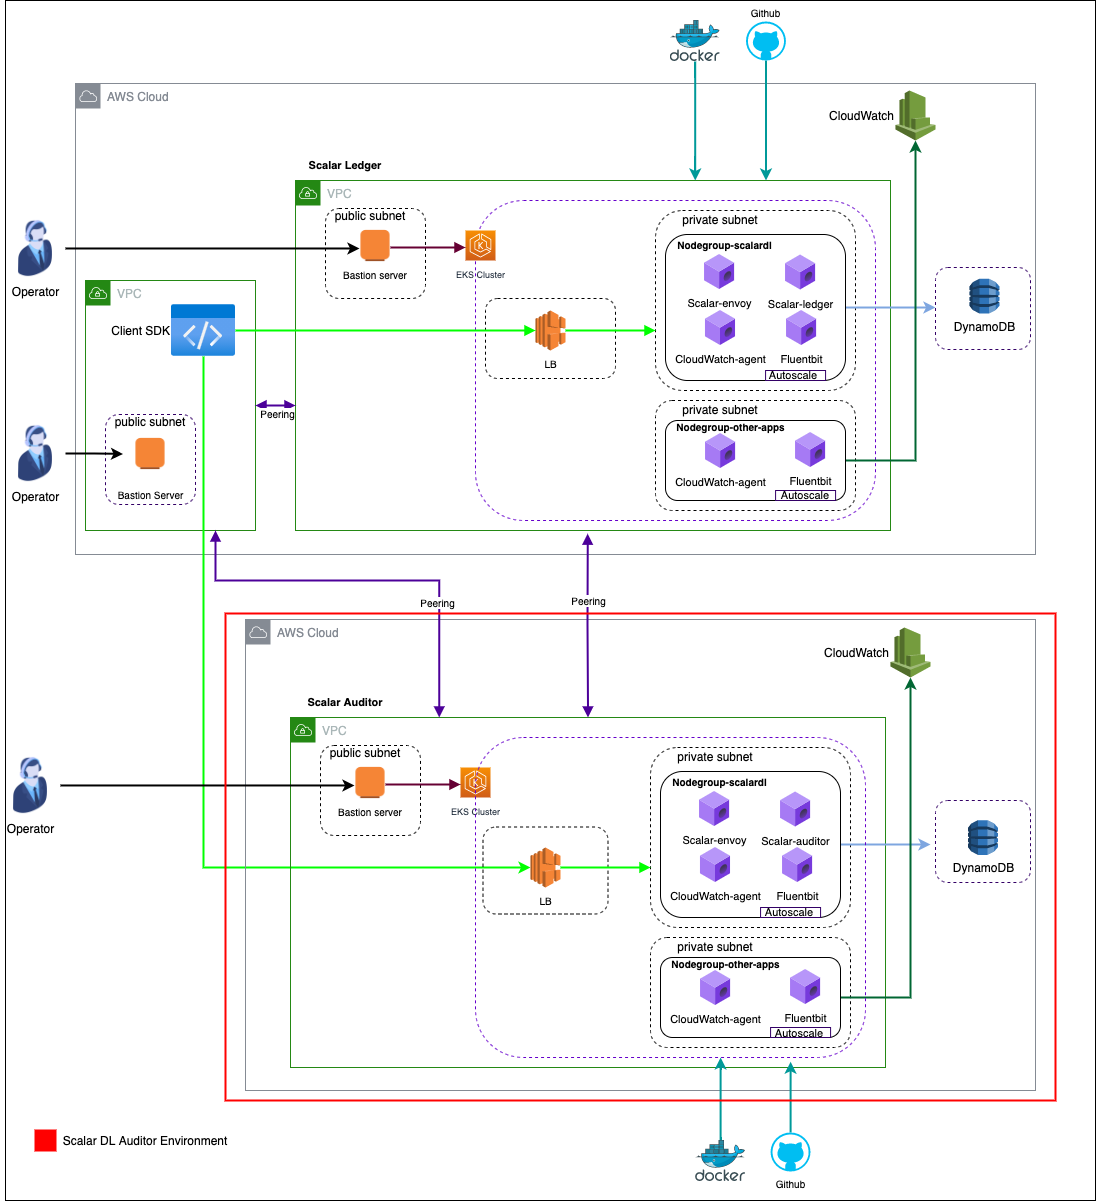 Github
docker
AWS Cloud
CloudWatch
Scalar Ledger
VPC
public subnet
private subnet
Nodegroup-scalardl
Bastion server
EKS Cluster
Operator
Scalar-envoy
Scalar-ledger
VPC
Client SDK
DynamoDB
LB
CloudWatch-agent
Fluentbit
Autoscale
Peering
private subnet
public subnet
Nodegroup-other-apps
CloudWatch-agent
Fluentbit
Autoscale
Operator
Bastion Server
Peering
Peering
AWS Cloud
CloudWatch
Scalar Auditor
VPC
public subnet
private subnet
Nodegroup-scalardl
Bastion server
EKS Cluster
Operator
Scalar-envoy
Scalar-auditor
DynamoDB
LB
CloudWatch-agent
Fluentbit
Autoscale
private subnet
Nodegroup-other-apps
CloudWatch-agent
Fluentbit
Autoscale
Scalar DL Auditor Environment
docker
Github